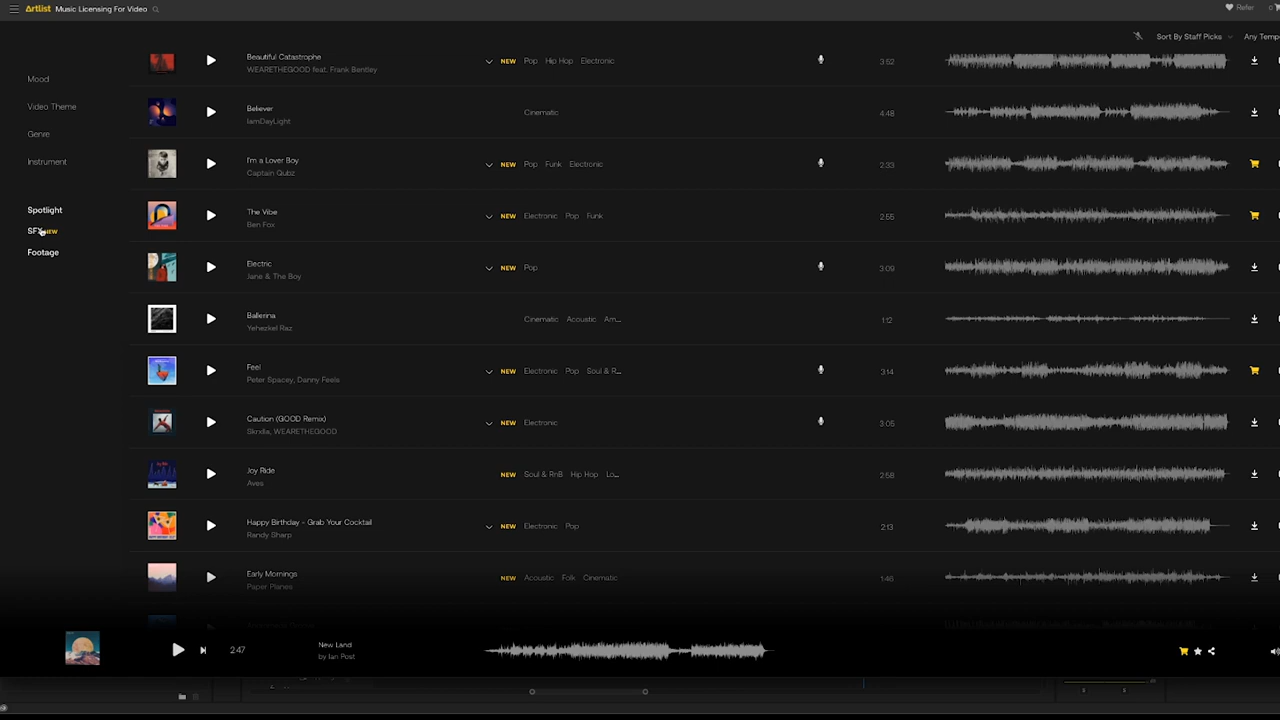 Artlist Music Licensing For Video Refer
Sort By Staff Picks Any Temp
Mood
Video Theme
Genre
Instrument
Spotlight
SFX NEW
Footage
Beautiful Catastrophe
WEARETHEGOOD feat. Frank Bentley
NEW Pop Hip Hop Electronic 3:52
Believer
IamDayLight
Cinematic 4:48
I'm a Lover Boy
Captain Qubz
NEW Pop Funk Electronic 2:33
The Vibe
Ben Fox
NEW Electronic Pop Funk 2:55
Electric
Jane & The Boy
NEW Pop 3:09
Ballerina
Yehezkel Raz
Cinematic Acoustic Am... 1:12
Feel
Peter Spacey, Danny Feels
NEW Electronic Pop Soul & R... 3:14
Caution (GOOD Remix)
Skrxlla, WEARETHEGOOD
NEW Electronic 3:05
Joy Ride
Aves
NEW Soul & RnB Hip Hop Lo... 2:58
Happy Birthday - Grab Your Cocktail
Randy Sharp
NEW Electronic Pop 2:13
Early Mornings
Paper Planes
NEW Acoustic Folk Cinematic 1:46
2:47 New Land
by Ian Post